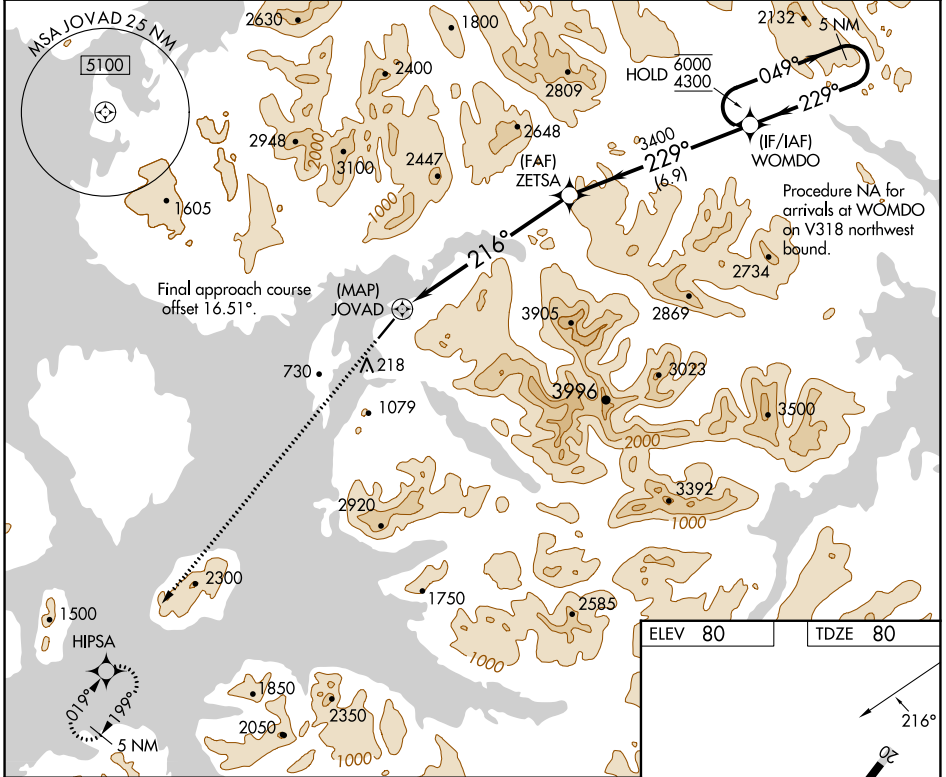 MSA JOVAD 25 NM
5100
2630
1800
2132
5 NM
HOLD
6000
4300
049°
229°
2400
2809
2948
2000
3100
2648
2447
1000
(FAF)
ZETSA
3400
229°
(6.9)
(IF/IAF)
WOMDO
1605
Procedure NA for
arrivals at WOMDO
on V318 northwest
bound.
216°
2734
2869
Final approach course
offset 16.51°.
(MAP)
JOVAD
3905
730
218
3023
3996
1079
3500
2000
2920
3392
1000
2300
1750
2585
1500
1000
HIPSA
019°
199°
5 NM
1850
2050
2350
1000
ELEV 80
TDZE 80
216°
20